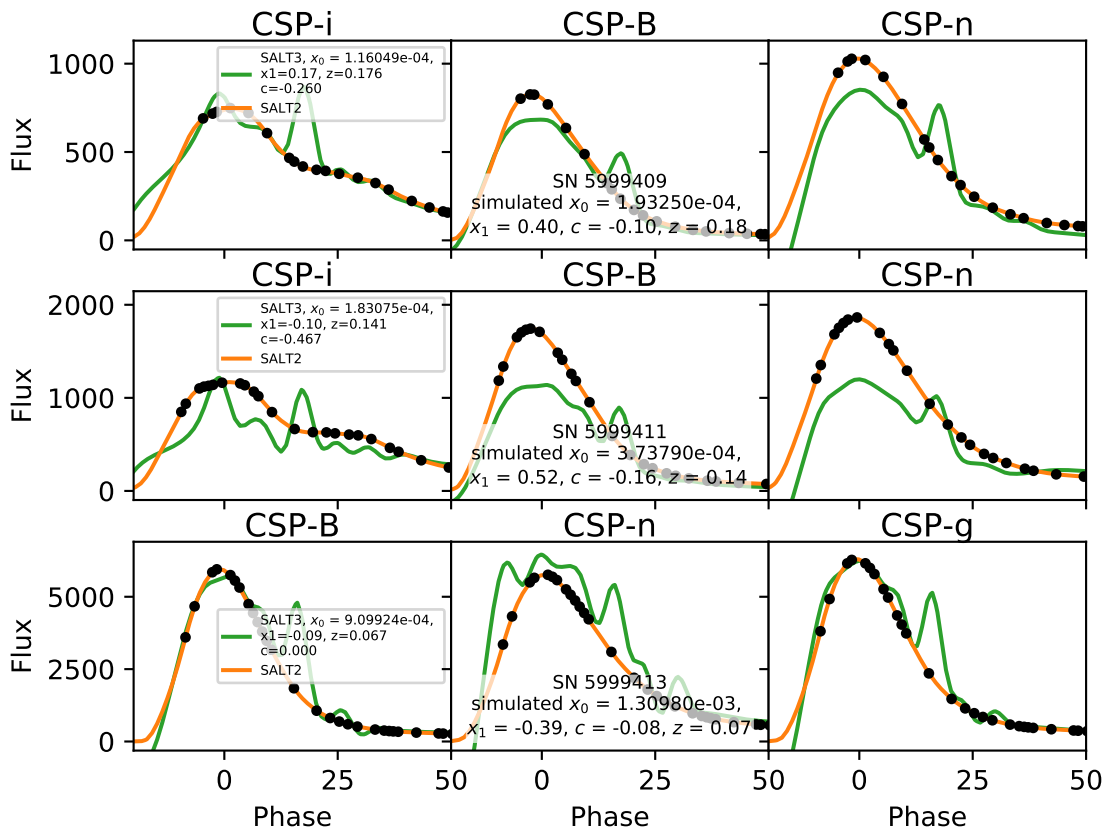 CSP-i
CSP-B
CSP-n
Flux
1000
500
0
SALT3, x₀ = 1.16049e-04,
x1=0.17, z=0.176
c=-0.260
SALT2
SN 5999409
simulated x₀ = 1.93250e-04,
x₁ = 0.40, c = -0.10, z = 0.18
CSP-i
CSP-B
CSP-n
Flux
2000
1000
0
SALT3, x₀ = 1.83075e-04,
x1=-0.10, z=0.141
c=-0.467
SALT2
SN 5999411
simulated x₀ = 3.73790e-04,
x₁ = 0.52, c = -0.16, z = 0.14
CSP-B
CSP-n
CSP-g
Flux
5000
2500
0
SALT3, x₀ = 9.09924e-04,
x1=-0.09, z=0.067
c=0.000
SALT2
SN 5999413
simulated x₀ = 1.30980e-03,
x₁ = -0.39, c = -0.08, z = 0.07
0 25 50
0 25 50
0 25 50
Phase
Phase
Phase